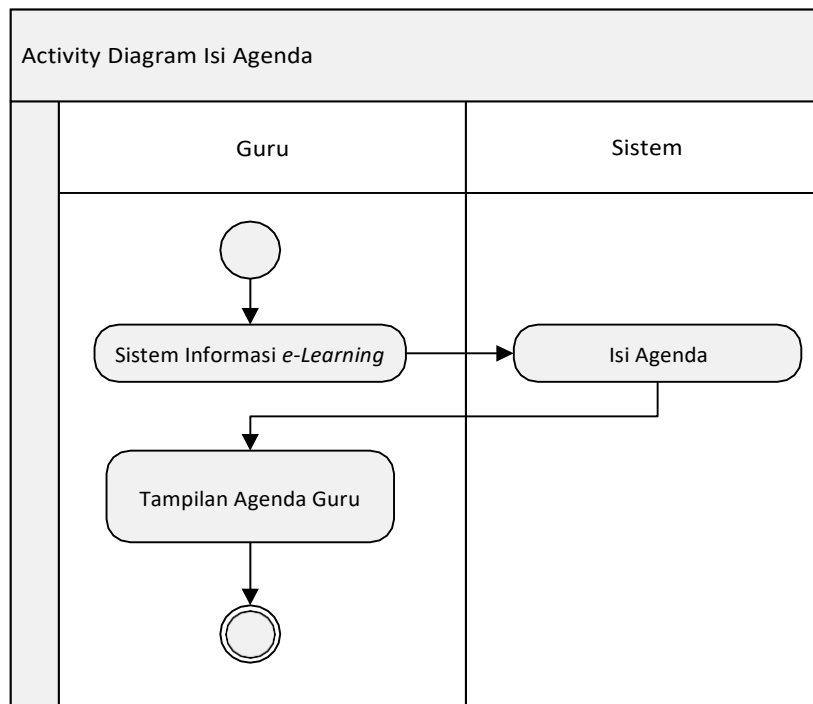 Activity Diagram Isi Agenda
Guru
Sistem
Sistem Informasi e-Learning
Isi Agenda
Tampilan Agenda Guru